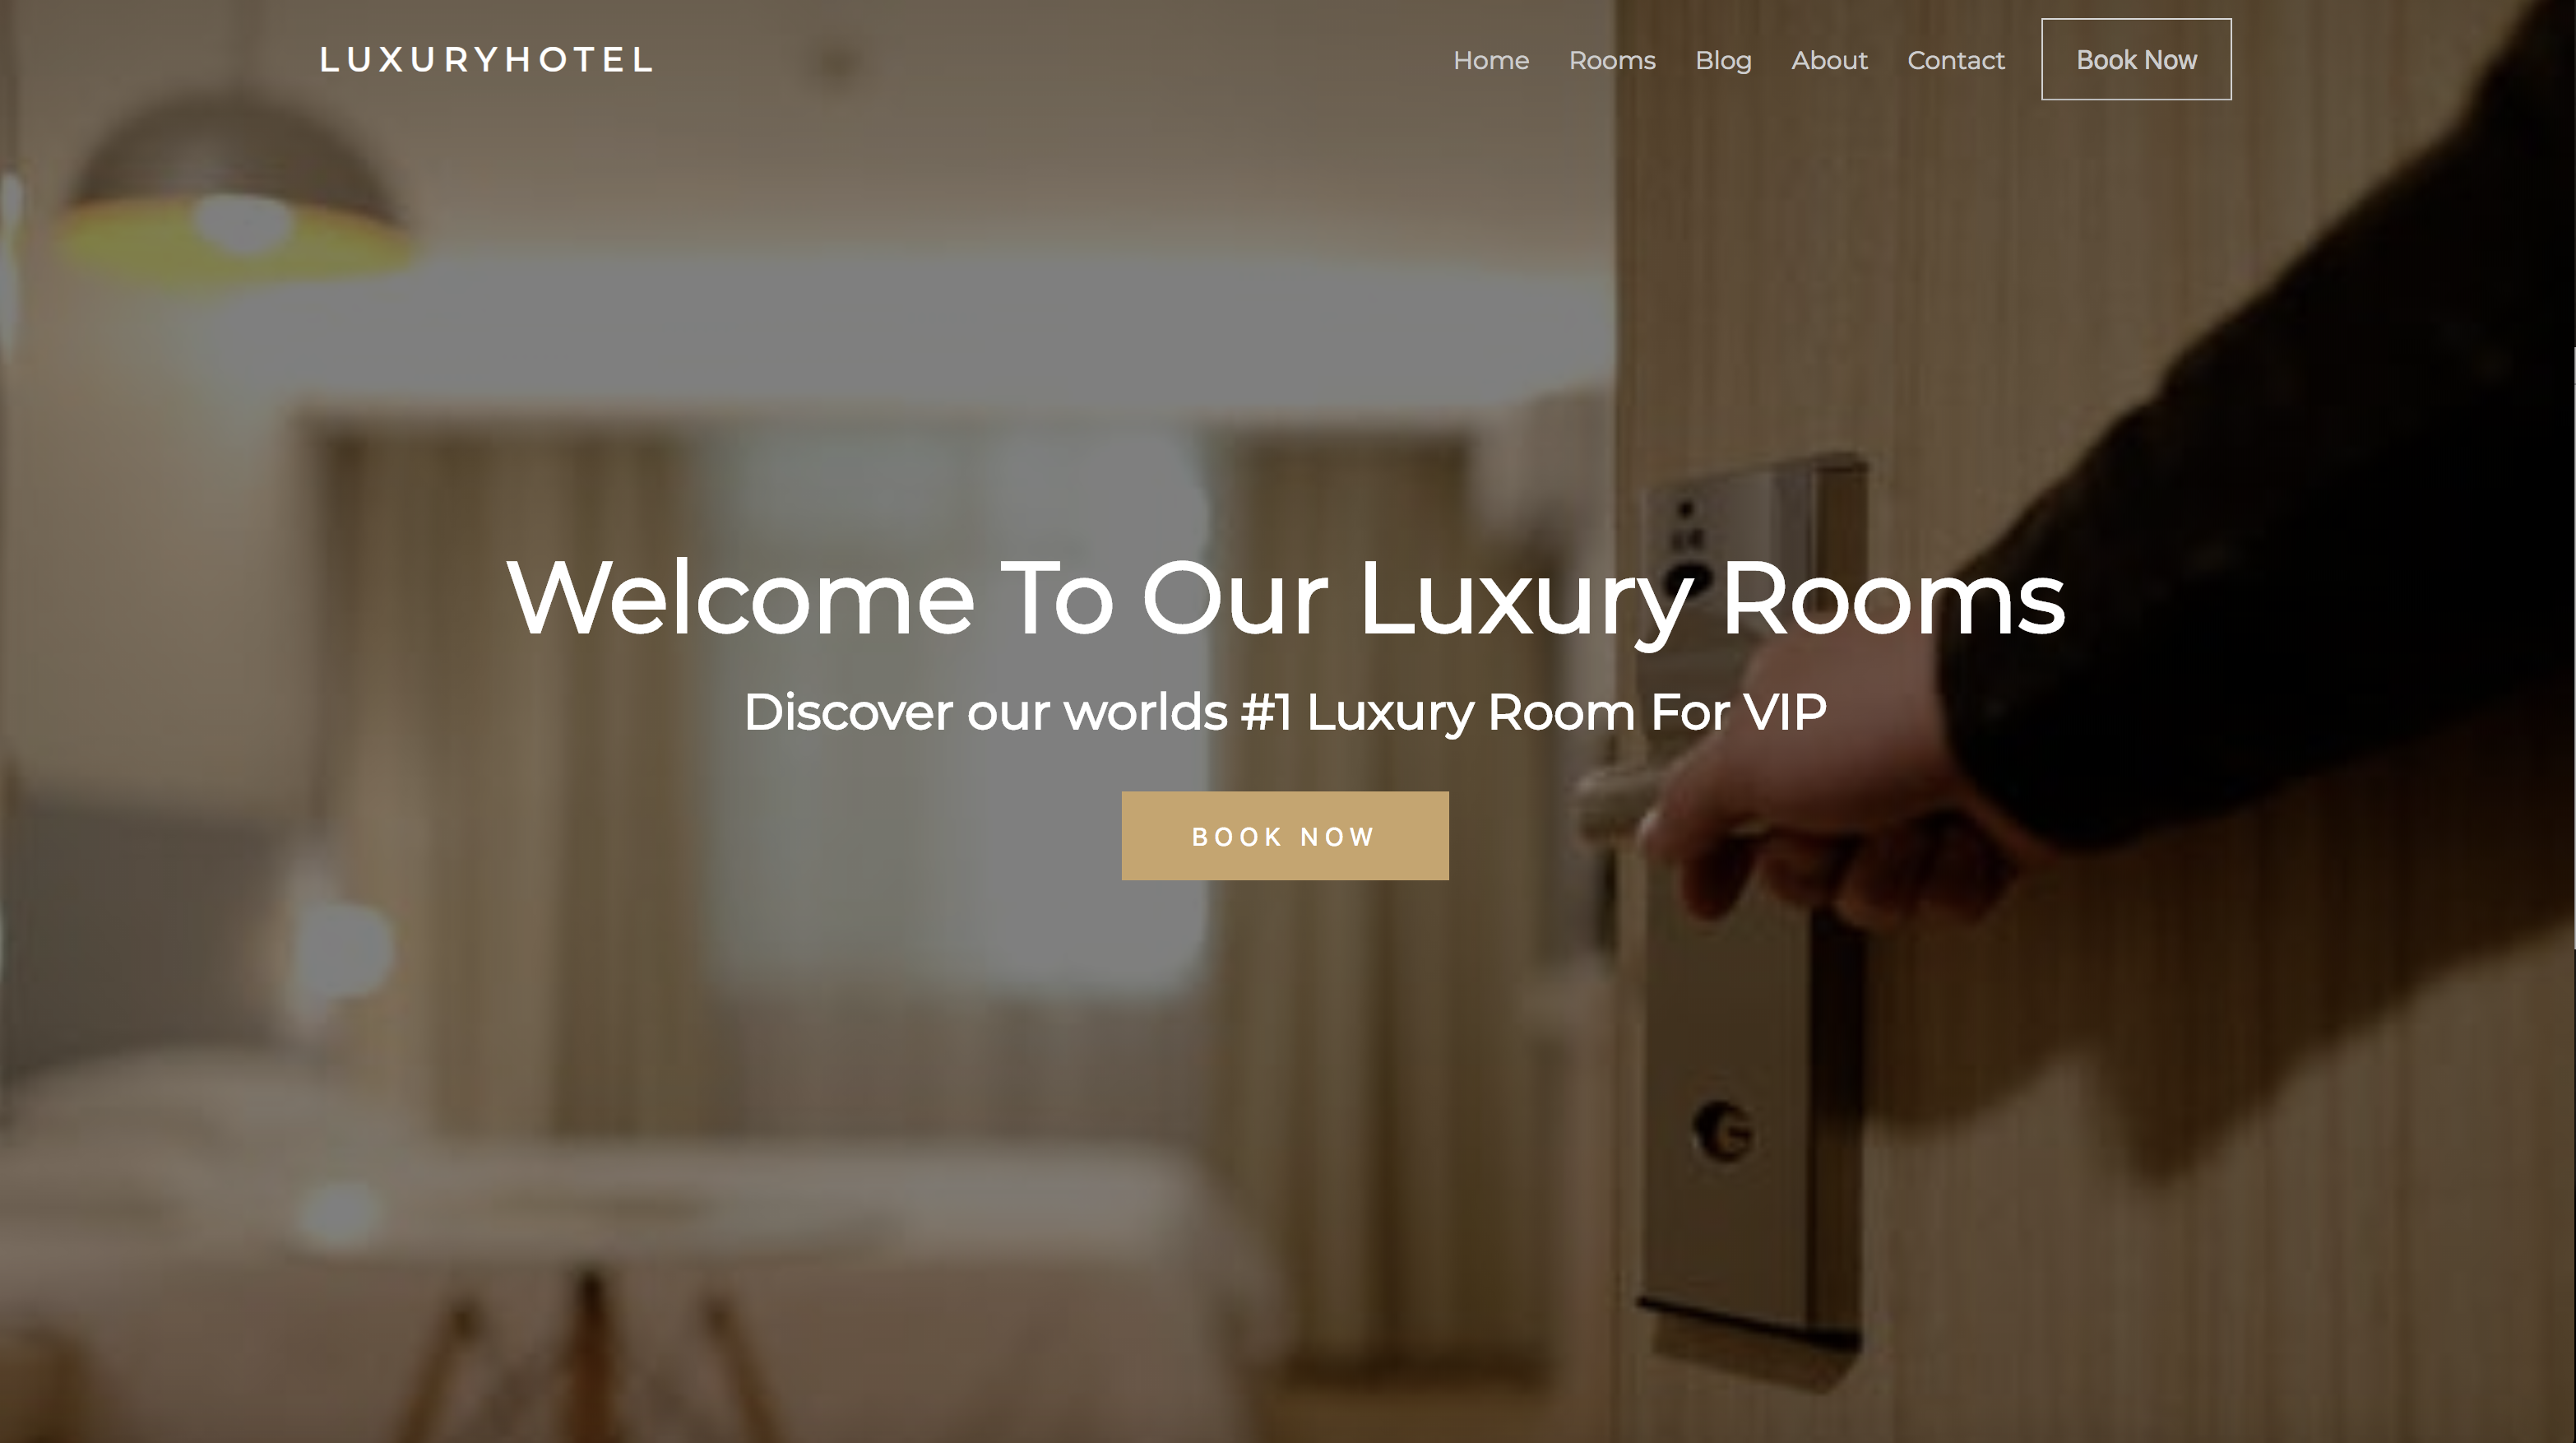 LUXURYHOTEL
Home Rooms Blog About Contact Book Now
Welcome To Our Luxury Rooms
Discover our worlds #1 Luxury Room For VIP
BOOK NOW